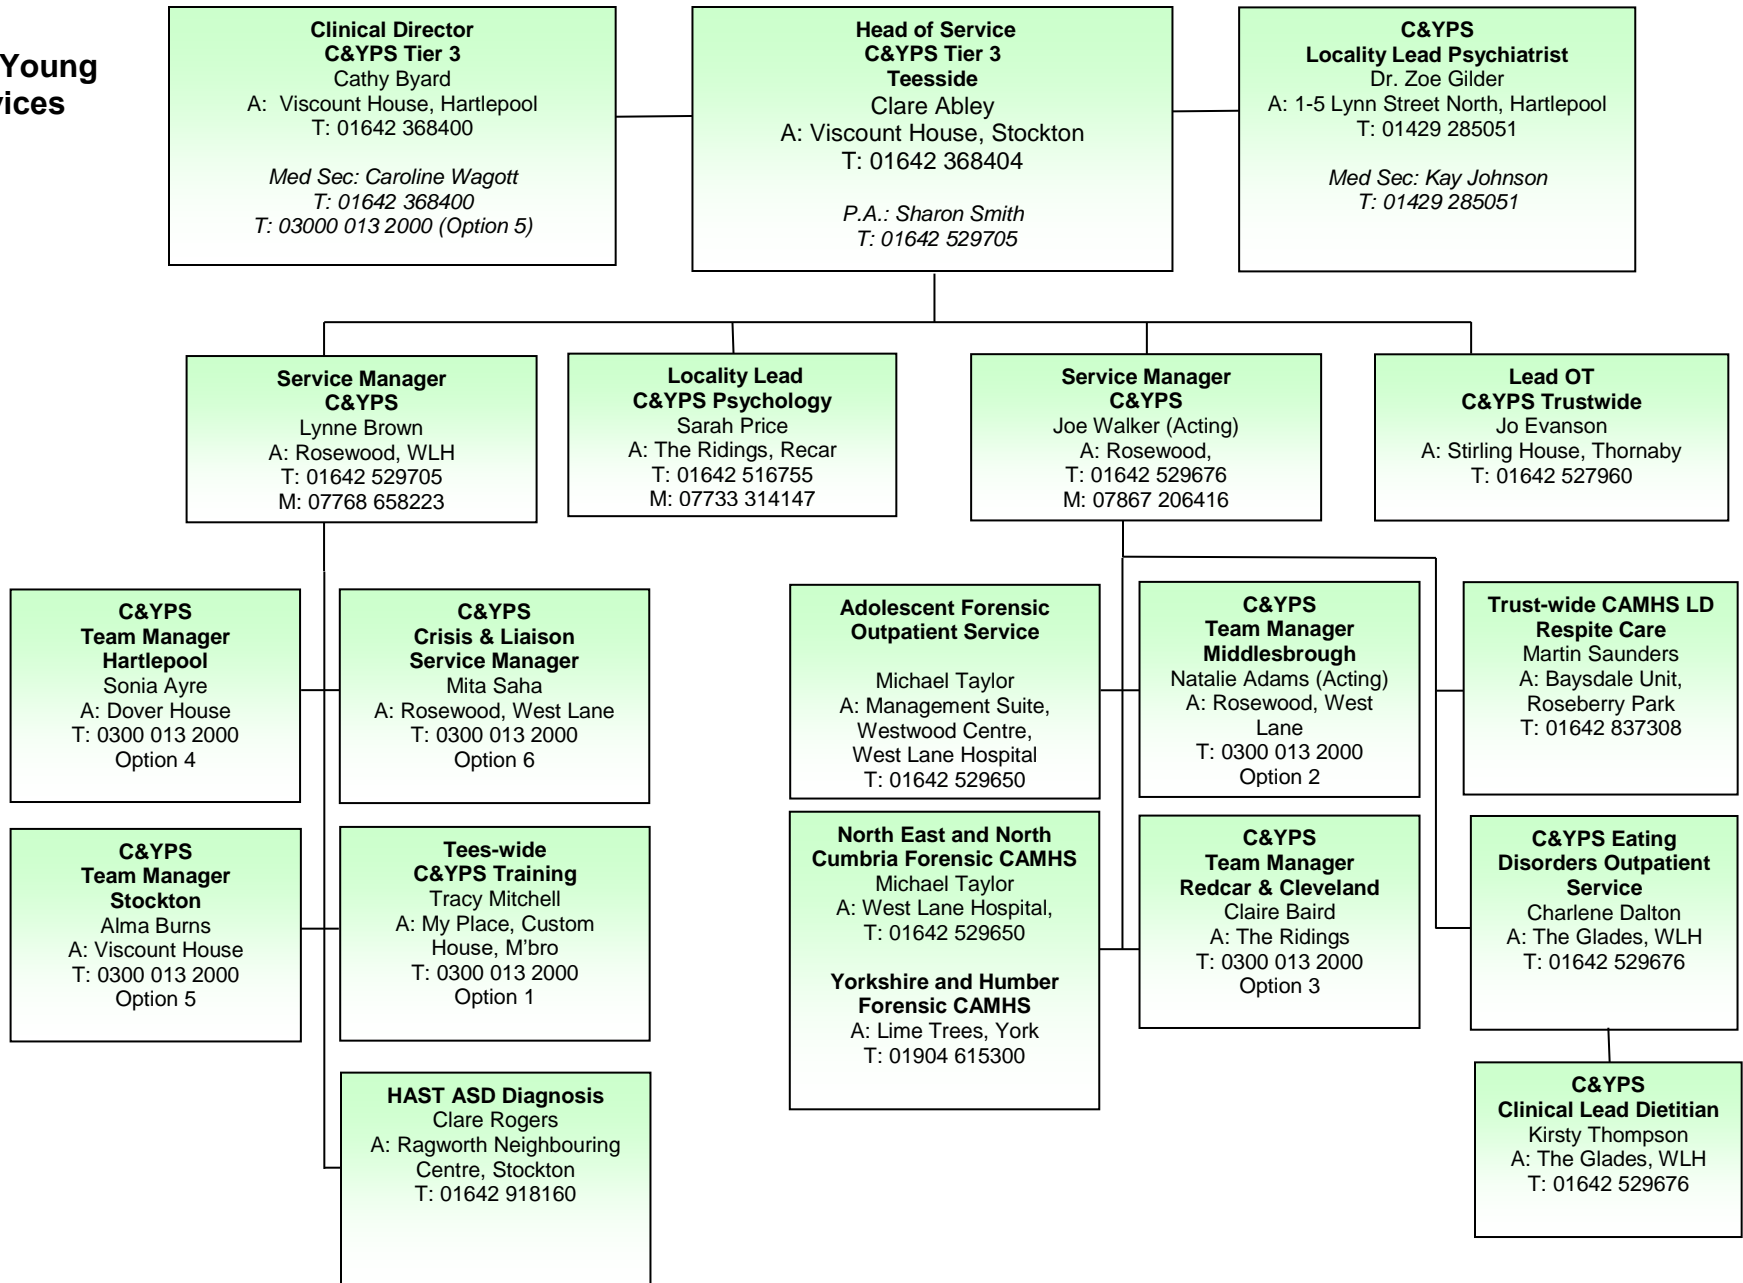 Young
vices
Clinical Director
C&YPS Tier 3
Cathy Byard
A:  Viscount House, Hartlepool
T: 01642 368400
Med Sec: Caroline Wagott
T: 01642 368400
T: 03000 013 2000 (Option 5)
Head of Service
C&YPS Tier 3
Teesside
Clare Abley
A: Viscount House, Stockton
T: 01642 368404
P.A.: Sharon Smith
T: 01642 529705
C&YPS
Locality Lead Psychiatrist
Dr. Zoe Gilder
A: 1-5 Lynn Street North, Hartlepool
T: 01429 285051
Med Sec: Kay Johnson
T: 01429 285051
Service Manager
C&YPS
Lynne Brown
A: Rosewood, WLH
T: 01642 529705
M: 07768 658223
Locality Lead
C&YPS Psychology
Sarah Price
A: The Ridings, Recar
T: 01642 516755
M: 07733 314147
Service Manager
C&YPS
Joe Walker (Acting)
A: Rosewood,
T: 01642 529676
M: 07867 206416
Lead OT
C&YPS Trustwide
Jo Evanson
A: Stirling House, Thornaby
T: 01642 527960
C&YPS
Team Manager
Hartlepool
Sonia Ayre
A: Dover House
T: 0300 013 2000
Option 4
C&YPS
Crisis & Liaison
Service Manager
Mita Saha
A: Rosewood, West Lane
T: 0300 013 2000
Option 6
Adolescent Forensic
Outpatient Service
Michael Taylor
A: Management Suite,
Westwood Centre,
West Lane Hospital
T: 01642 529650
C&YPS
Team Manager
Middlesbrough
Natalie Adams (Acting)
A: Rosewood, West
Lane
T: 0300 013 2000
Option 2
Trust-wide CAMHS LD
Respite Care
Martin Saunders
A: Baysdale Unit,
Roseberry Park
T: 01642 837308
C&YPS
Team Manager
Stockton
Alma Burns
A: Viscount House
T: 0300 013 2000
Option 5
Tees-wide
C&YPS Training
Tracy Mitchell
A: My Place, Custom
House, M'bro
T: 0300 013 2000
Option 1
North East and North
Cumbria Forensic CAMHS
Michael Taylor
A: West Lane Hospital,
T: 01642 529650
Yorkshire and Humber
Forensic CAMHS
A: Lime Trees, York
T: 01904 615300
C&YPS
Team Manager
Redcar & Cleveland
Claire Baird
A: The Ridings
T: 0300 013 2000
Option 3
C&YPS Eating
Disorders Outpatient
Service
Charlene Dalton
A: The Glades, WLH
T: 01642 529676
HAST ASD Diagnosis
Clare Rogers
A: Ragworth Neighbouring
Centre, Stockton
T: 01642 918160
C&YPS
Clinical Lead Dietitian
Kirsty Thompson
A: The Glades, WLH
T: 01642 529676